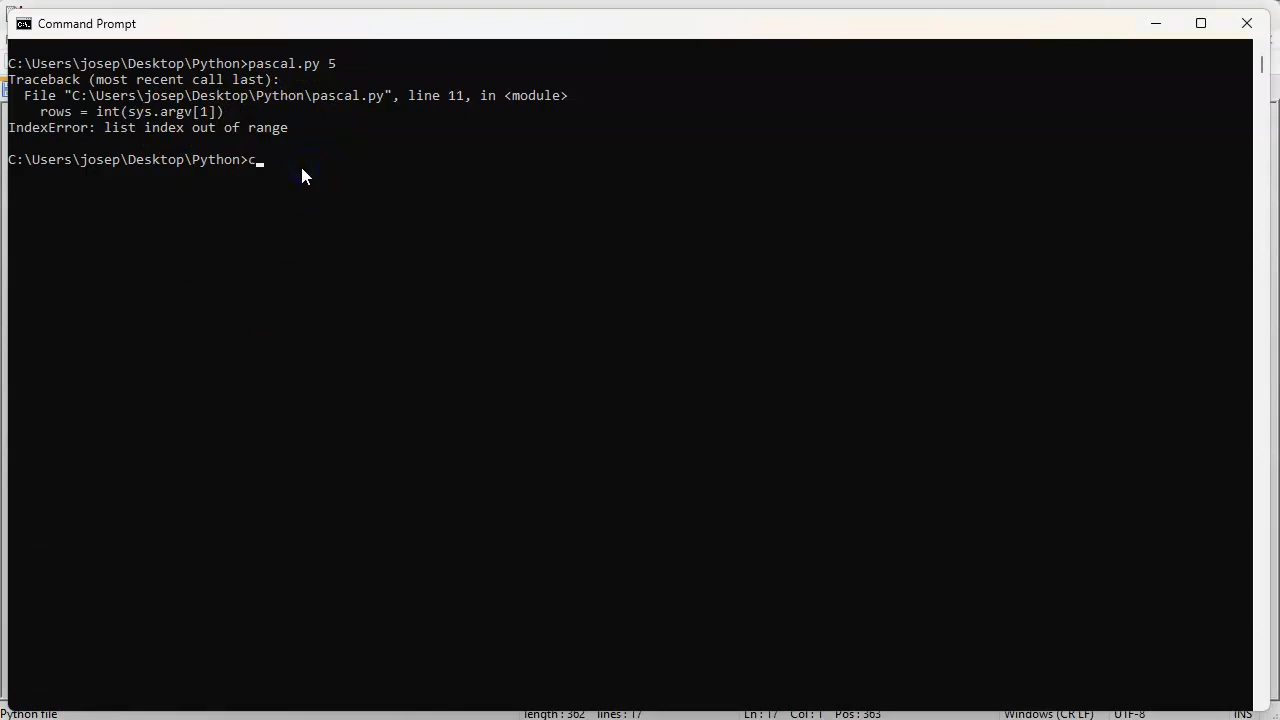 Command Prompt
C:\Users\josep\Desktop\Python>pascal.py 5
Traceback (most recent call last):
  File "C:\Users\josep\Desktop\Python\pascal.py", line 11, in <module>
    rows = int(sys.argv[1])
IndexError: list index out of range
C:\Users\josep\Desktop\Python>c
Python file length : 362 lines : 17 Ln : 17 Col : 1 Pos : 363 Windows (CR LF) UTF-8 INS